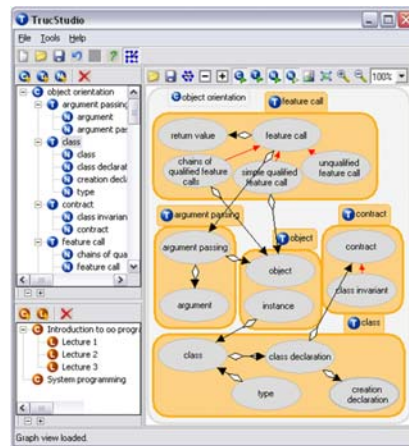 TrucStudio
File Tools Help
100%
object orientation
argument passing
argument
argument pas
class
class
class declarat
creation decla
type
contract
class invarian
contract
feature call
chains of qua
feature call
Introduction to oo progra
Lecture 1
Lecture 2
Lecture 3
System programming
object orientation
feature call
return value
feature call
chains of
qualified feature
calls
simple qualified
feature call
unqualified
feature call
argument passing
object
contract
argument passing
object
contract
argument
instance
class invariant
class
class
class declaration
type
creation
declaration
Graph view loaded.